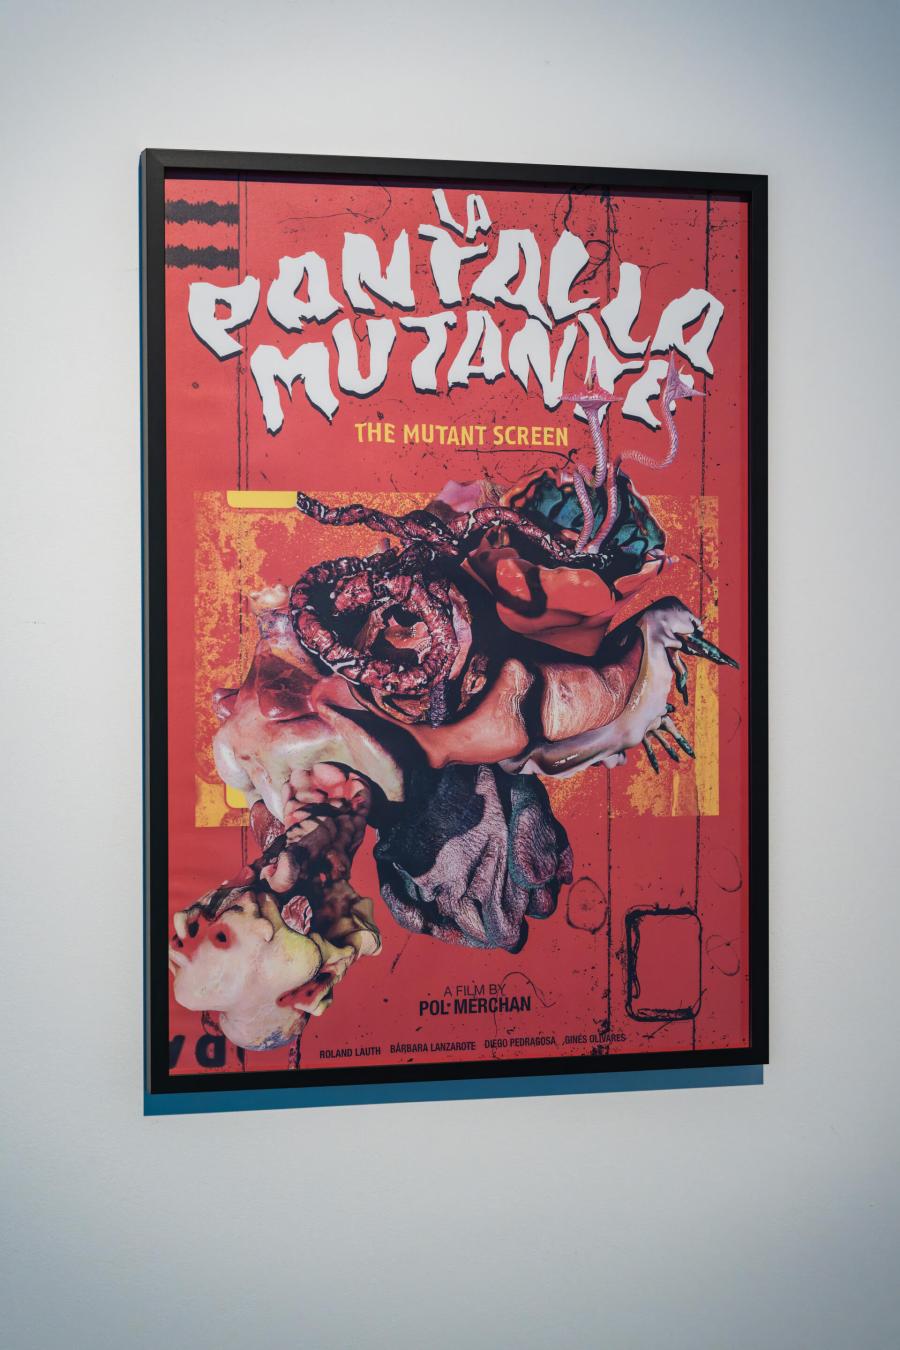 LA
PANTALLA
MUTANTE
THE MUTANT SCREEN
A FILM BY
POL MERCHAN
ROLAND LAUTH BÁRBARA LANZAROTE DIEGO PEDRAGOSA GINÉS OLIVARES